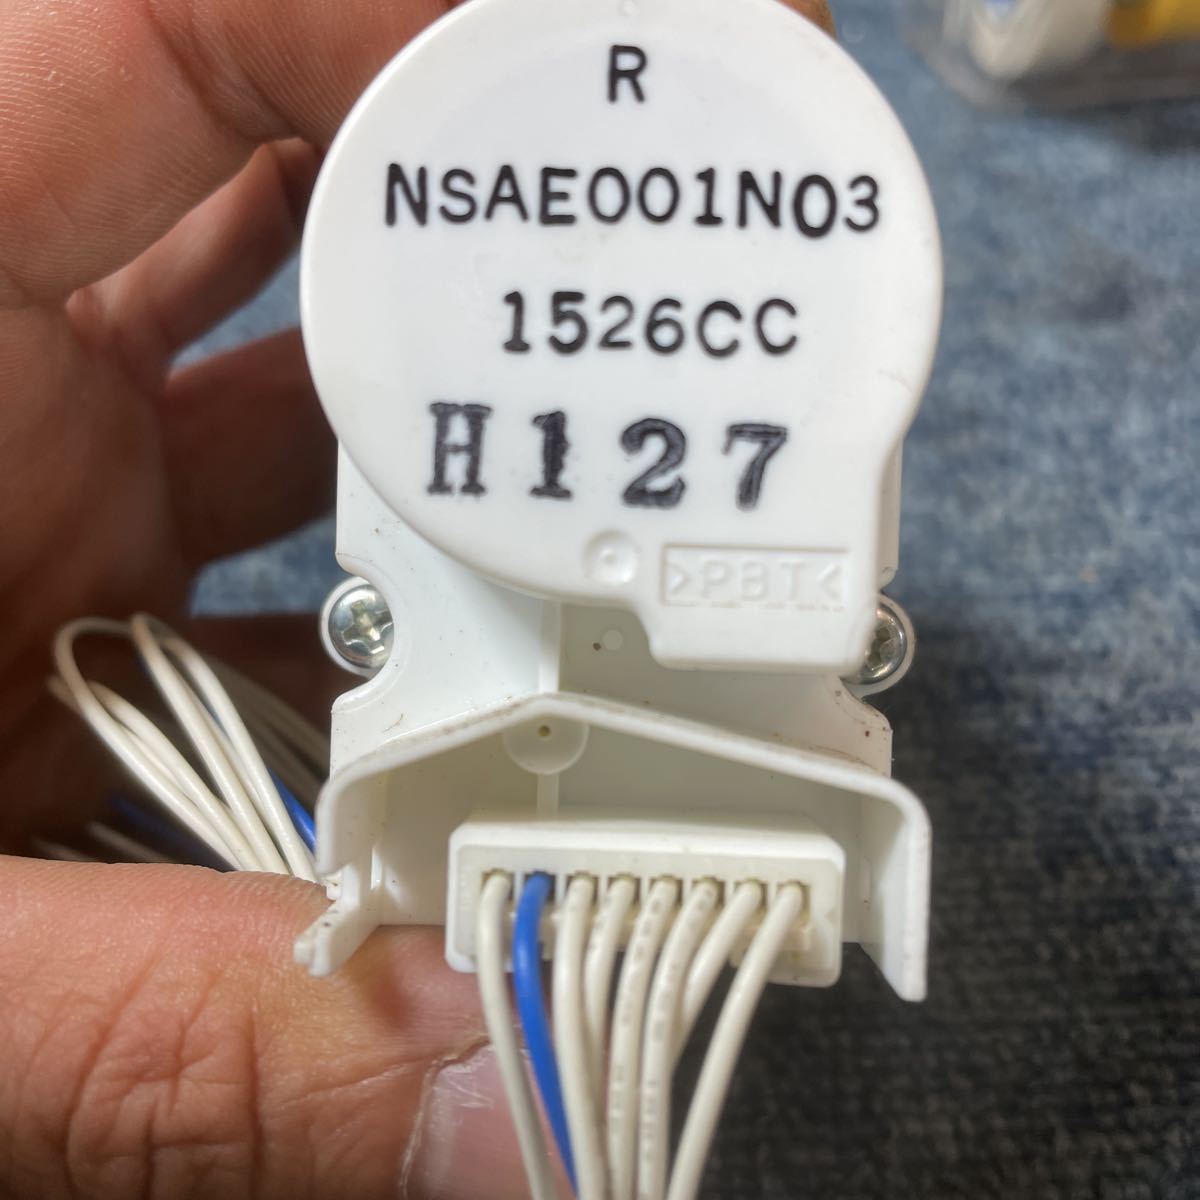 R
NSAE001N03
1526CC
H127
>PBT<